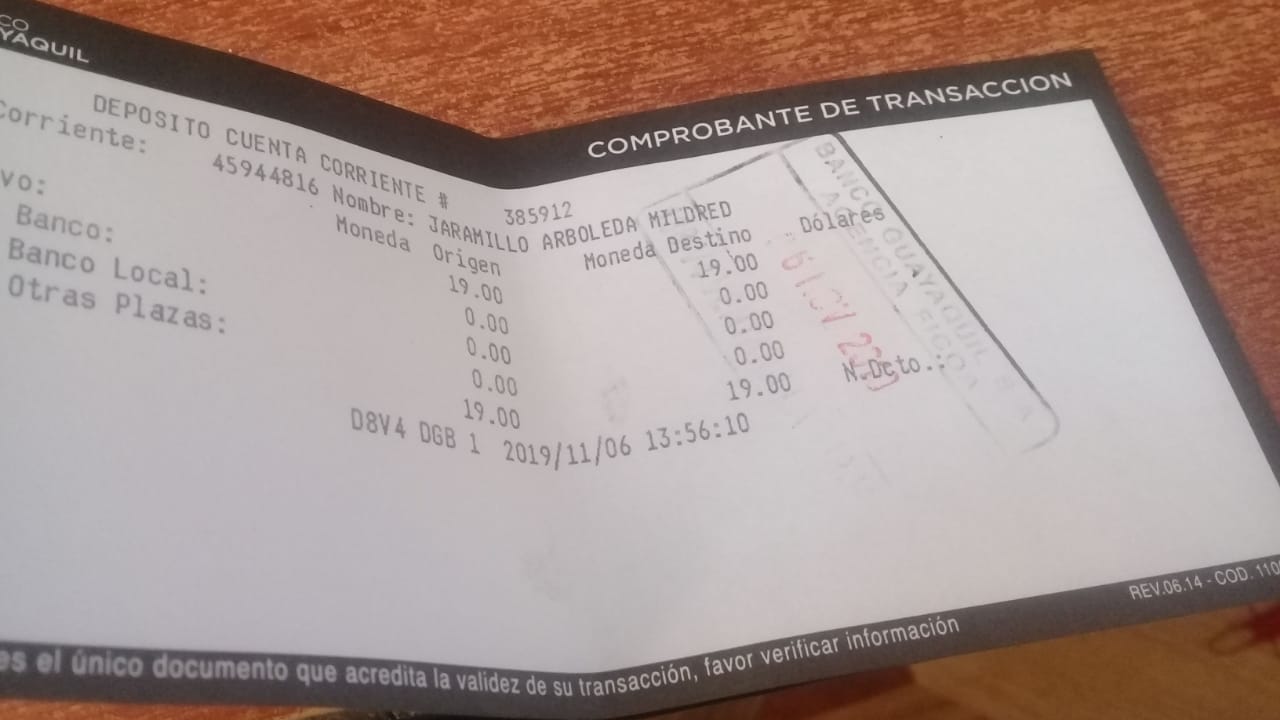 CO
YAQUIL
COMPROBANTE DE TRANSACCION
DEPOSITO CUENTA CORRIENTE # 385912
Corriente: 45944816 Nombre: JARAMILLO ARBOLEDA MILDRED
Moneda Origen Moneda Destino Dólares
vo: 19.00 19.00
Banco: 0.00 0.00
Banco Local: 0.00 0.00
Otras Plazas: 0.00 0.00
19.00 19.00 N.Dcto.:
D8V4 DGB 1 2019/11/06 13:56:10
BANCO GUAYAQUIL S.A
AGENCIA
REV.06.14 - COD. 110
es el único documento que acredita la validez de su transacción, favor verificar información